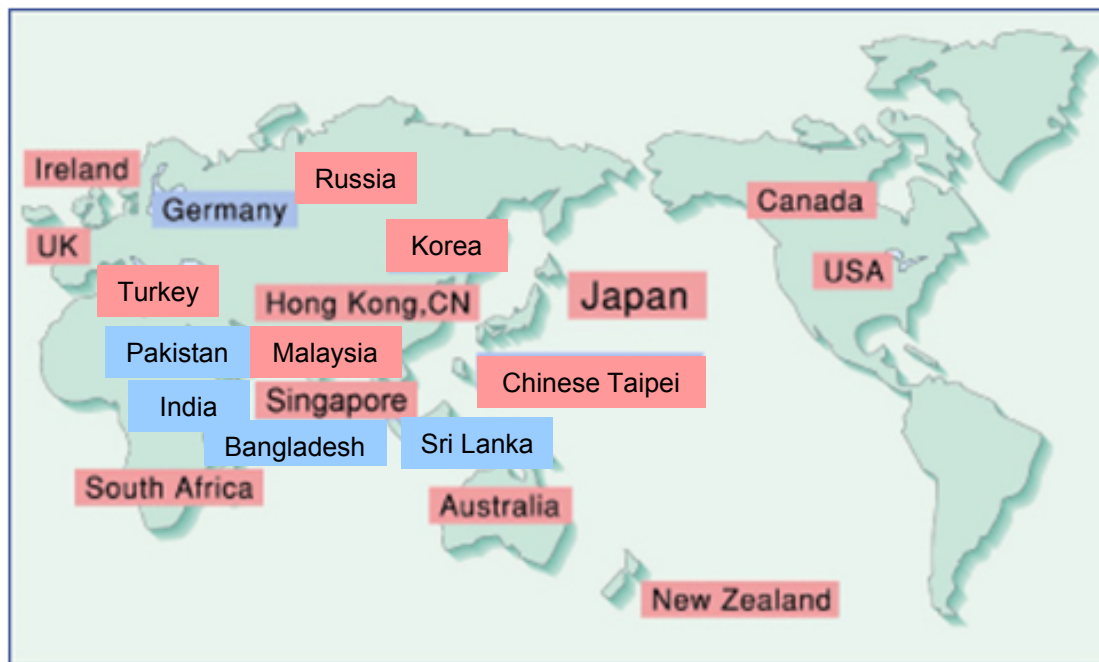 Ireland
Russia
Germany
Canada
UK
Korea
USA
Turkey
Hong Kong,CN
Japan
Pakistan
Malaysia
Chinese Taipei
India
Singapore
Bangladesh
Sri Lanka
South Africa
Australia
New Zealand